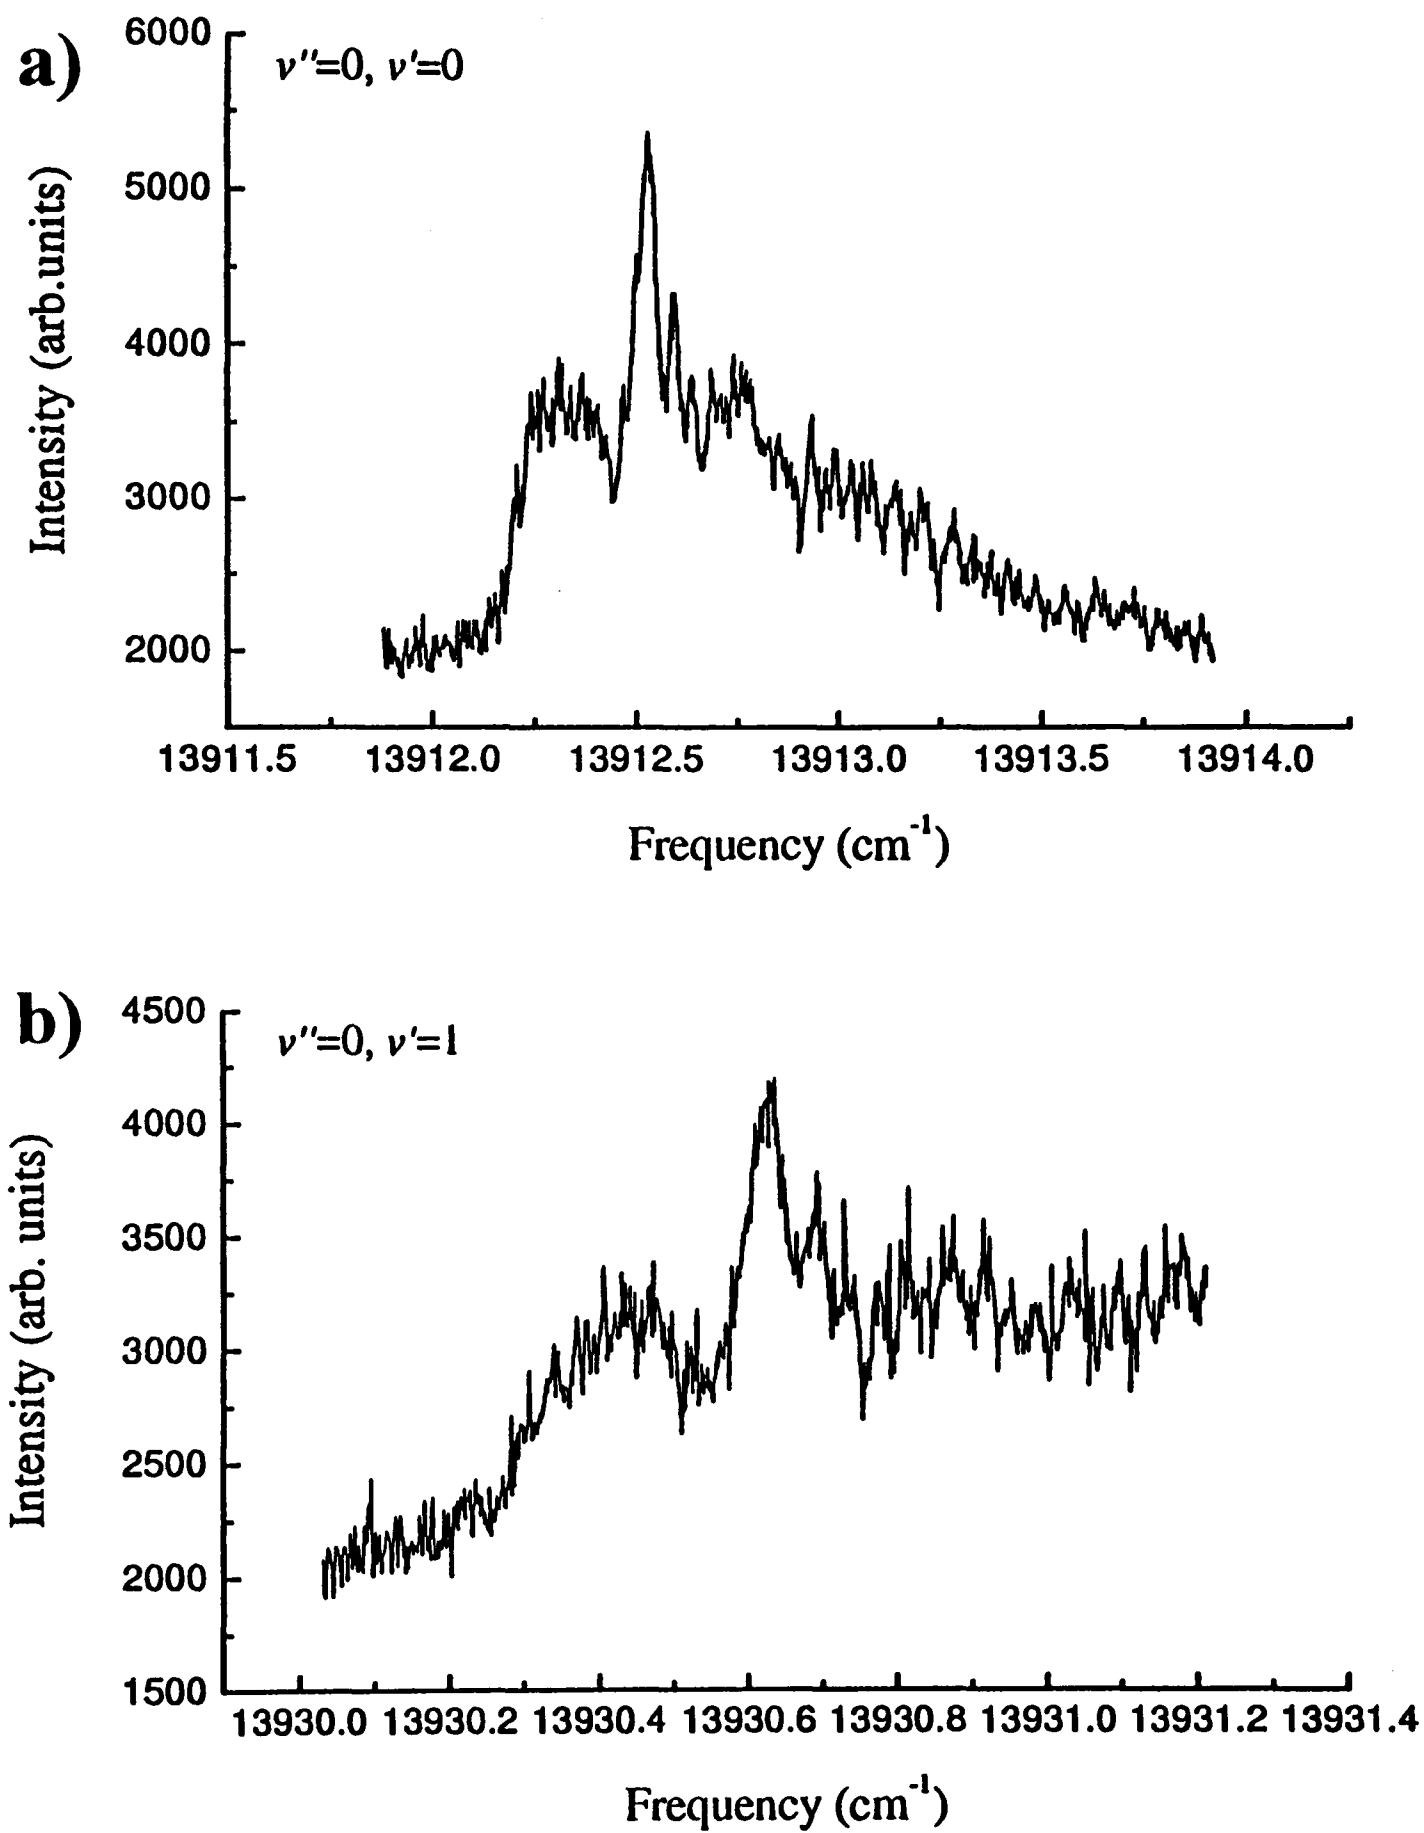 a)
v''=0, v'=0
6000
5000
4000
3000
2000
Intensity (arb.units)
13911.5 13912.0 13912.5 13913.0 13913.5 13914.0
Frequency (cm-1)
b)
v''=0, v'=1
4500
4000
3500
3000
2500
2000
1500
Intensity (arb. units)
13930.0 13930.2 13930.4 13930.6 13930.8 13931.0 13931.2 13931.4
Frequency (cm-1)